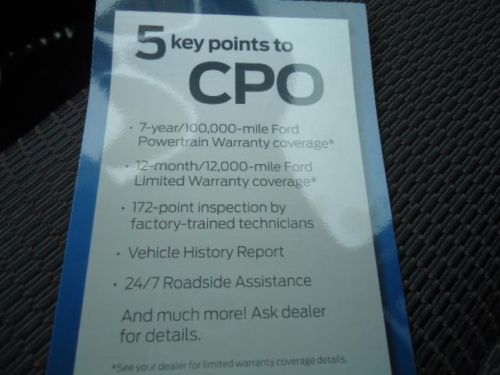 5 key points to
CPO
· 7-year/100,000-mile Ford
Powertrain Warranty coverage*
· 12-month/12,000-mile Ford
Limited Warranty coverage*
· 172-point inspection by
factory-trained technicians
· Vehicle History Report
· 24/7 Roadside Assistance
And much more! Ask dealer
for details.
*See your dealer for limited warranty coverage details.